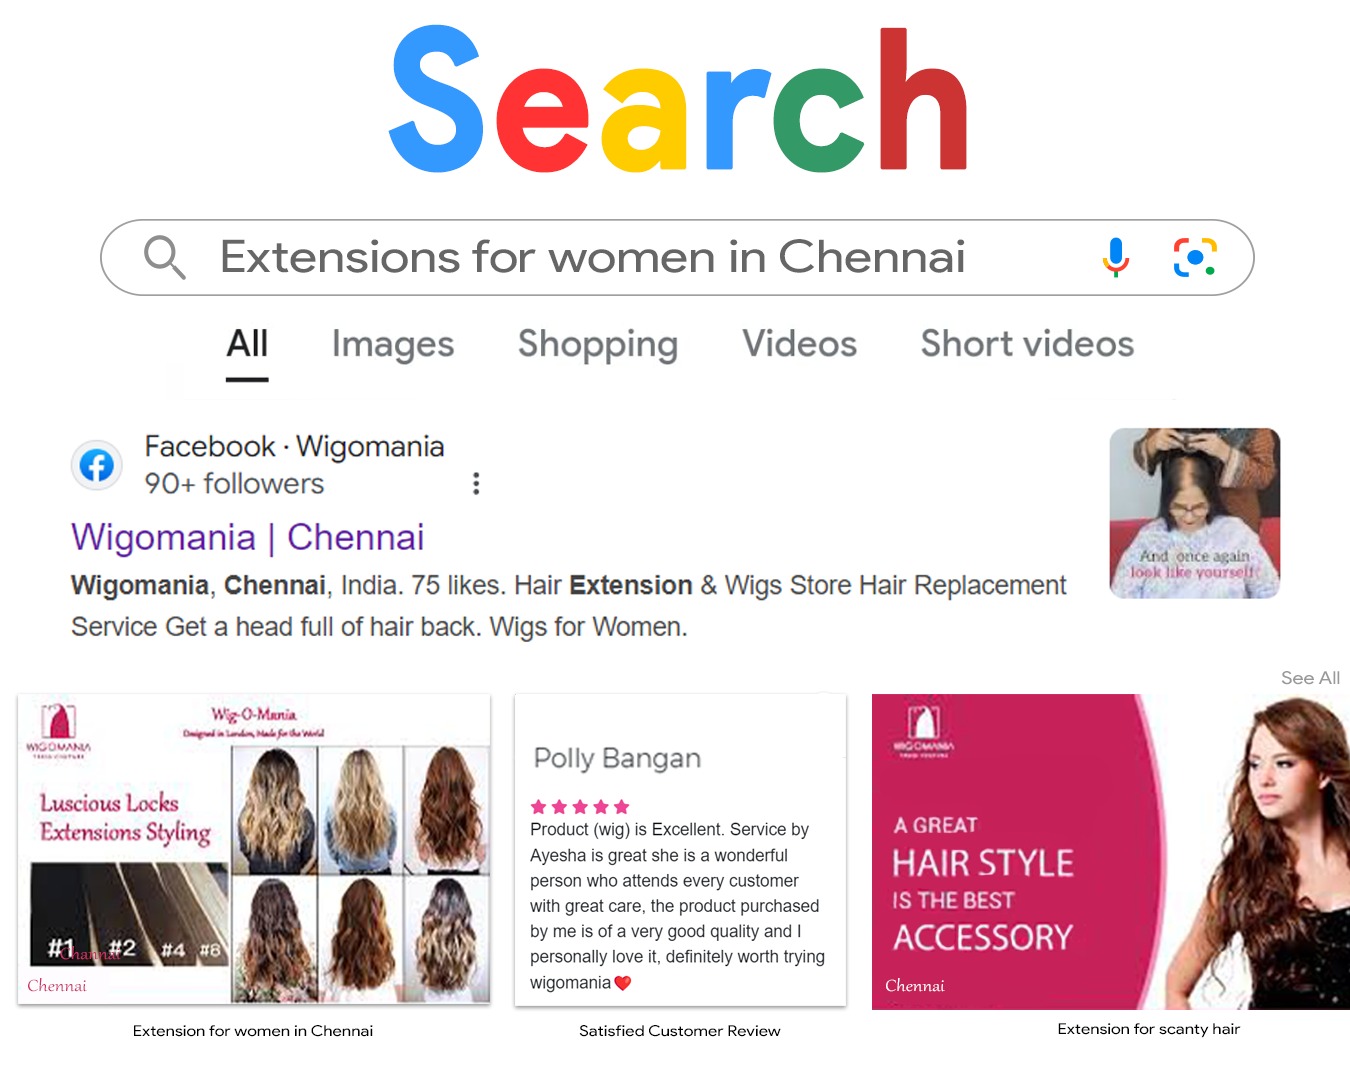 Search
Extensions for women in Chennai
All Images Shopping Videos Short videos
Facebook · Wigomania
90+ followers
Wigomania | Chennai
Wigomania, Chennai, India. 75 likes. Hair Extension & Wigs Store Hair Replacement
Service Get a head full of hair back. Wigs for Women.
And once again
look like yourself
See All
WIGOMANIA
Wig-O-Mania
Designed in London, Made for the World
Luscious Locks
Extensions Styling
#1 #2 #4 #8
Channai
Chennai
Extension for women in Chennai
Polly Bangan
Product (wig) is Excellent. Service by
Ayesha is great she is a wonderful
person who attends every customer
with great care, the product purchased
by me is of a very good quality and I
personally love it, definitely worth trying
wigomania❤️
Satisfied Customer Review
WIGOMANIA
A GREAT
HAIR STYLE
IS THE BEST
ACCESSORY
Chennai
Extension for scanty hair